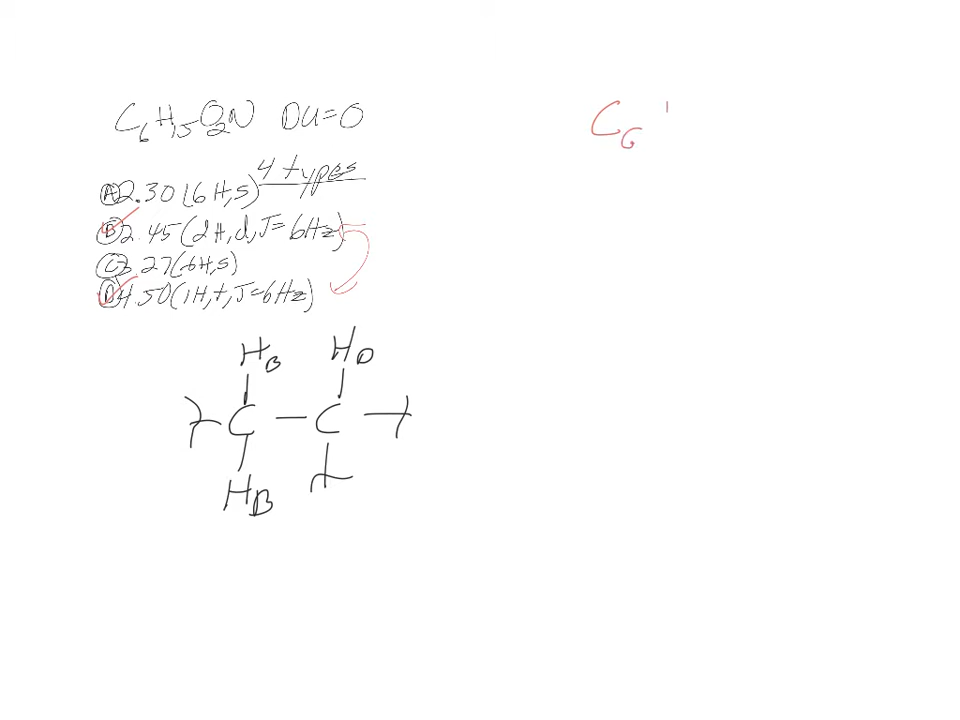 C6H15O2N DU=0
4 types
(A) 2.30 (6H,s)
(B) 2.45 (2H,d,J=6Hz)
(C) 3.27 (6H,s)
(D) 4.50 (1H,t,J=6Hz)
HB HD
C — C
HB
C6